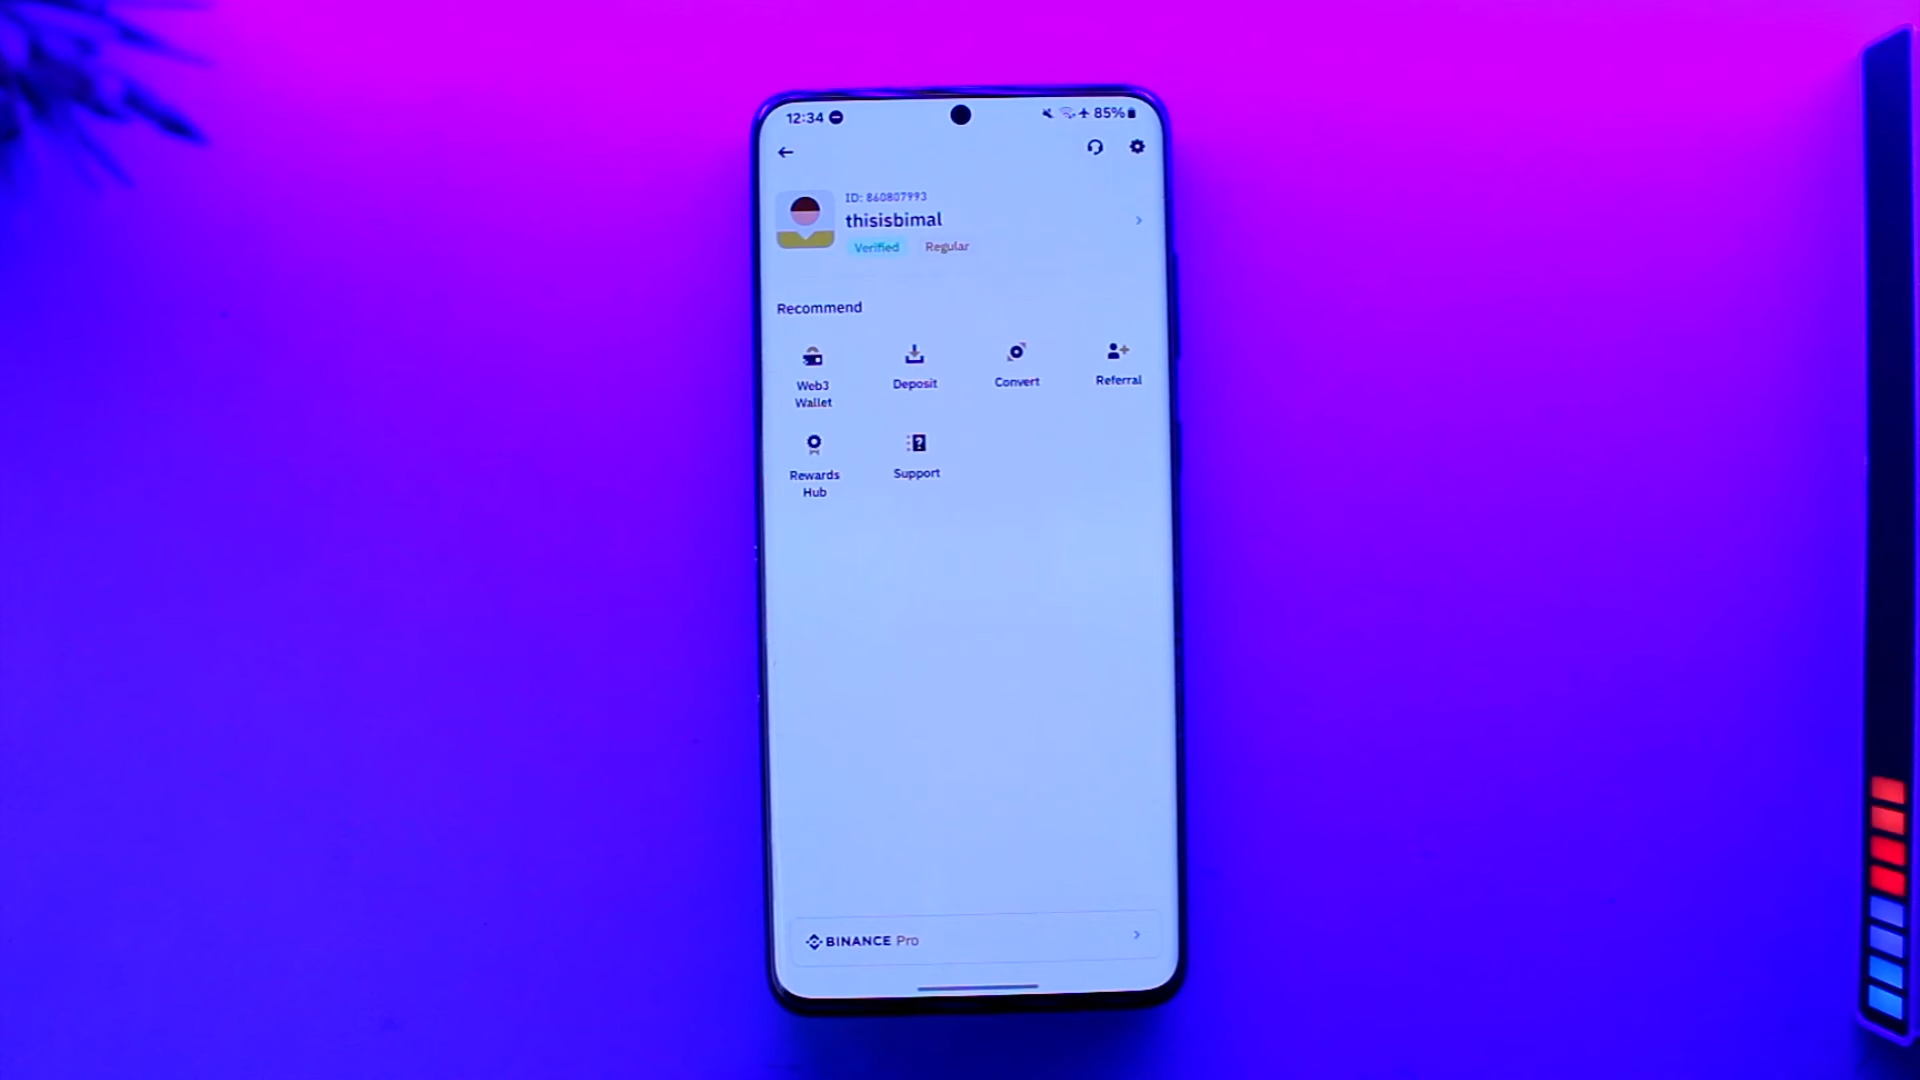 12:34
85%
ID: 860807993
thisisbimal
Verified Regular
Recommend
Web3
Wallet
Deposit
Convert
Referral
Rewards
Hub
Support
BINANCE Pro